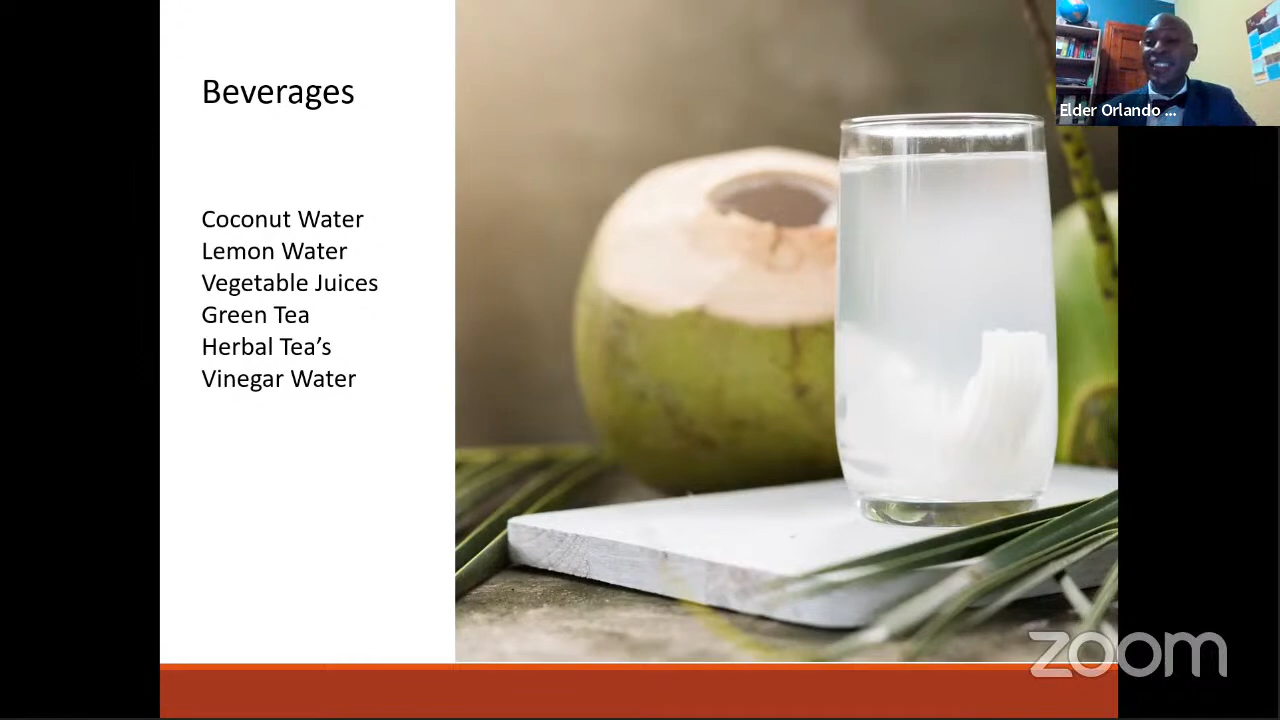 Beverages
Elder Orlando ...
Coconut Water
Lemon Water
Vegetable Juices
Green Tea
Herbal Tea’s
Vinegar Water
zoom